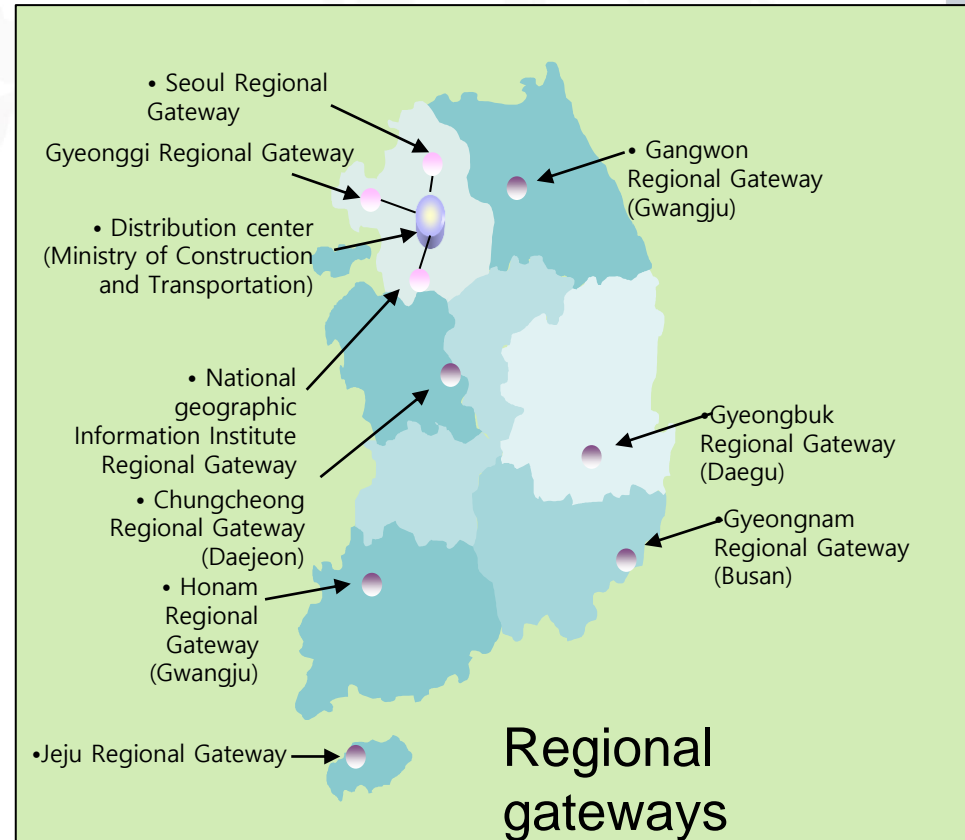 • Seoul Regional
Gateway
Gyeonggi Regional Gateway
• Distribution center
(Ministry of Construction
and Transportation)
• National
geographic
Information Institute
Regional Gateway
• Chungcheong
Regional Gateway
(Daejeon)
• Honam
Regional
Gateway
(Gwangju)
•Jeju Regional Gateway
• Gangwon
Regional Gateway
(Gwangju)
•Gyeongbuk
Regional Gateway
(Daegu)
•Gyeongnam
Regional Gateway
(Busan)
Regional
gateways